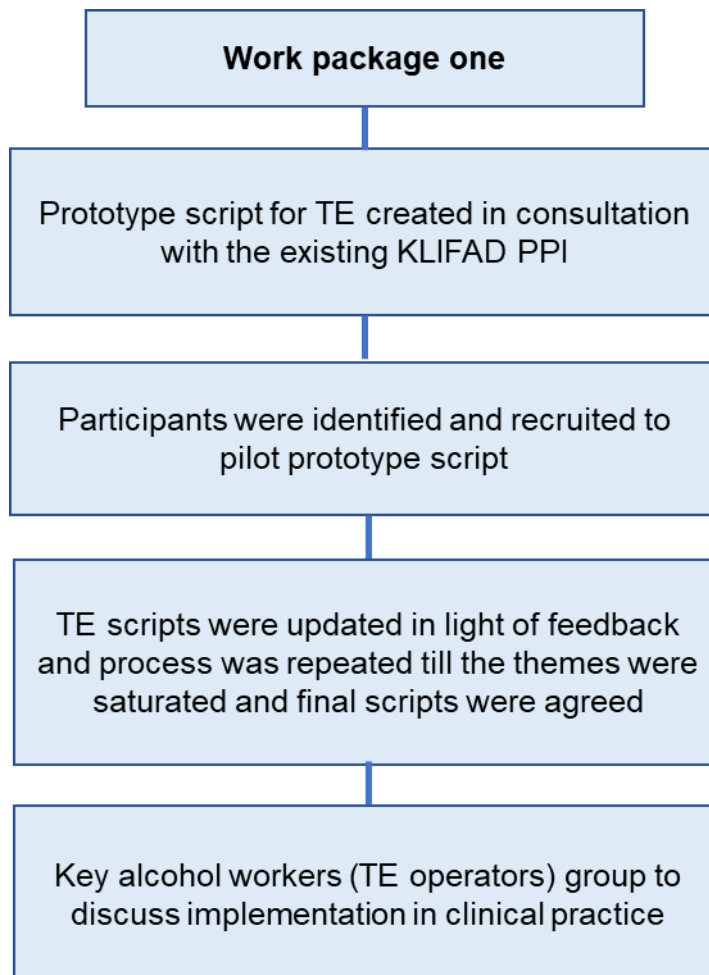 Work package one
Prototype script for TE created in consultation
with the existing KLIFAD PPI
Participants were identified and recruited to
pilot prototype script
TE scripts were updated in light of feedback
and process was repeated till the themes were
saturated and final scripts were agreed
Key alcohol workers (TE operators) group to
discuss implementation in clinical practice